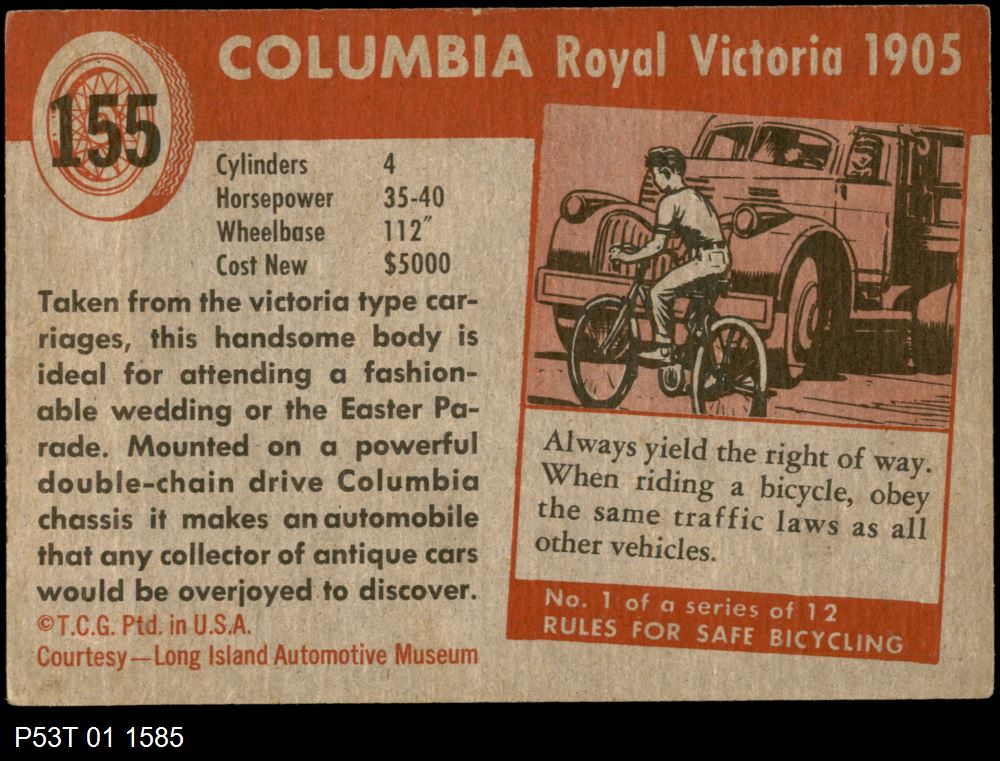 155
COLUMBIA Royal Victoria 1905
Cylinders 4
Horsepower 35-40
Wheelbase 112"
Cost New $5000
Taken from the victoria type car-
riages, this handsome body is
ideal for attending a fashion-
able wedding or the Easter Pa-
rade. Mounted on a powerful
double-chain drive Columbia
chassis it makes an automobile
that any collector of antique cars
would be overjoyed to discover.
©T.C.G. Ptd. in U.S.A.
Courtesy—Long Island Automotive Museum
Always yield the right of way.
When riding a bicycle, obey
the same traffic laws as all
other vehicles.
No. 1 of a series of 12
RULES FOR SAFE BICYCLING
P53T 01 1585